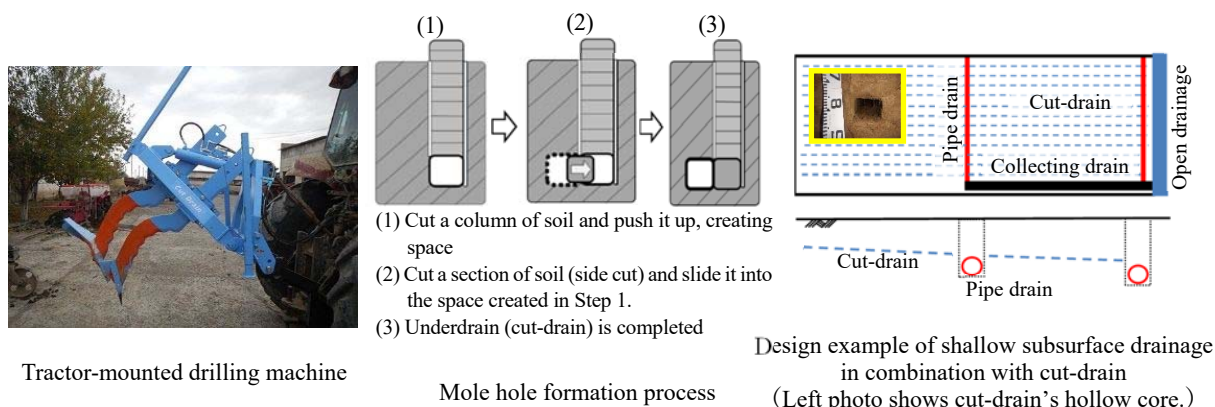 Cut Drain
Tractor-mounted drilling machine
(1)
(2)
(3)
(1) Cut a column of soil and push it up, creating
space
(2) Cut a section of soil (side cut) and slide it into
the space created in Step 1.
(3) Underdrain (cut-drain) is completed
Mole hole formation process
Pipe drain
Cut-drain
Collecting drain
Open drainage
Cut-drain
Pipe drain
Design example of shallow subsurface drainage
in combination with cut-drain
(Left photo shows cut-drain’s hollow core.)